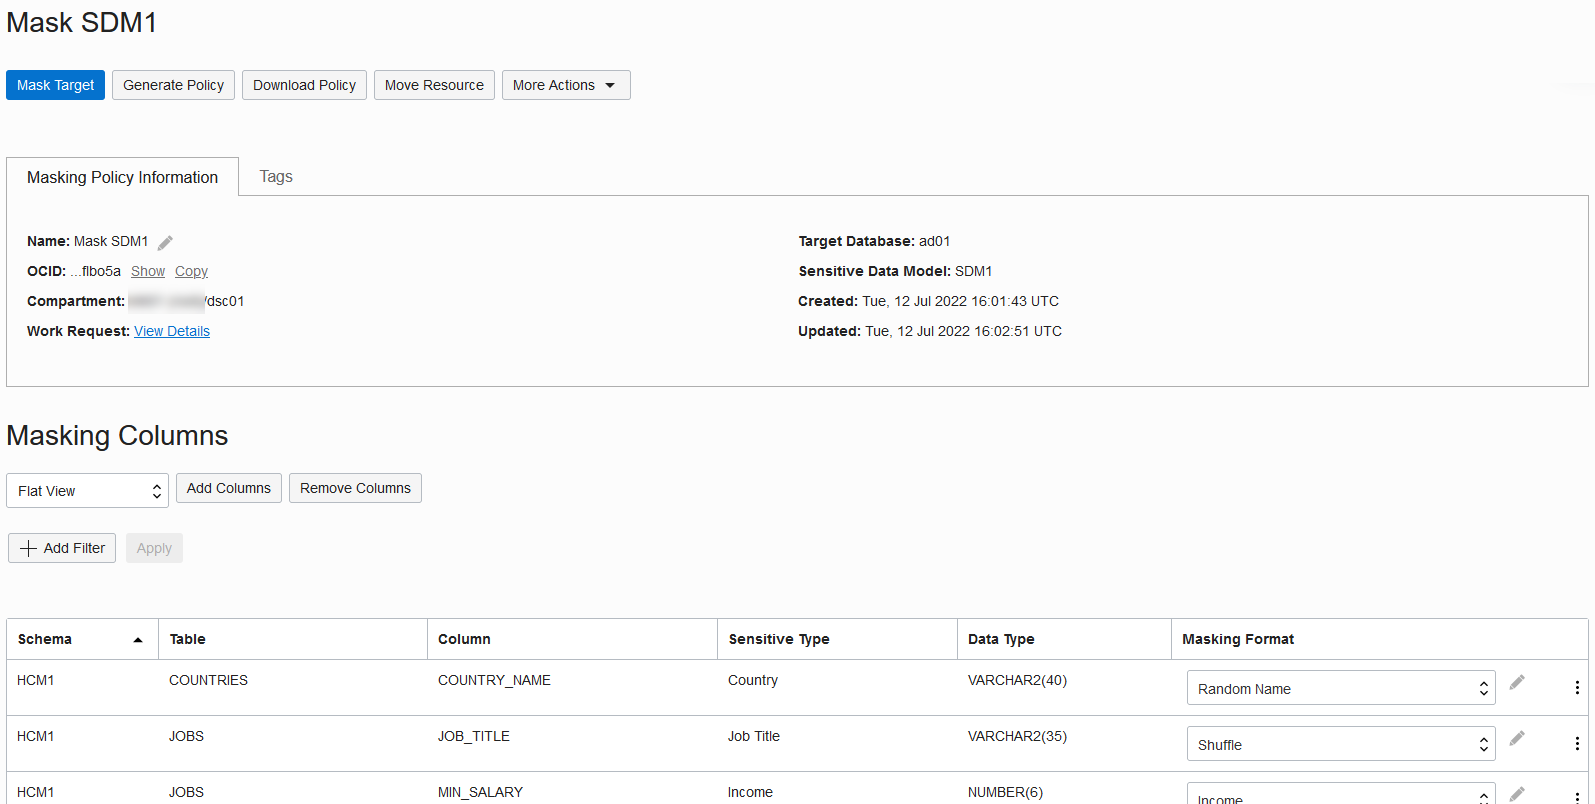 Mask SDM1
Mask Target Generate Policy Download Policy Move Resource More Actions
Masking Policy Information Tags
Name: Mask SDM1 Target Database: ad01
OCID: ...flbo5a Show Copy Sensitive Data Model: SDM1
Compartment: /dsc01 Created: Tue, 12 Jul 2022 16:01:43 UTC
Work Request: View Details Updated: Tue, 12 Jul 2022 16:02:51 UTC
Masking Columns
Flat View Add Columns Remove Columns
Add Filter Apply
Schema Table Column Sensitive Type Data Type Masking Format
HCM1 COUNTRIES COUNTRY_NAME Country VARCHAR2(40) Random Name
HCM1 JOBS JOB_TITLE Job Title VARCHAR2(35) Shuffle
HCM1 JOBS MIN_SALARY Income NUMBER(6) Income